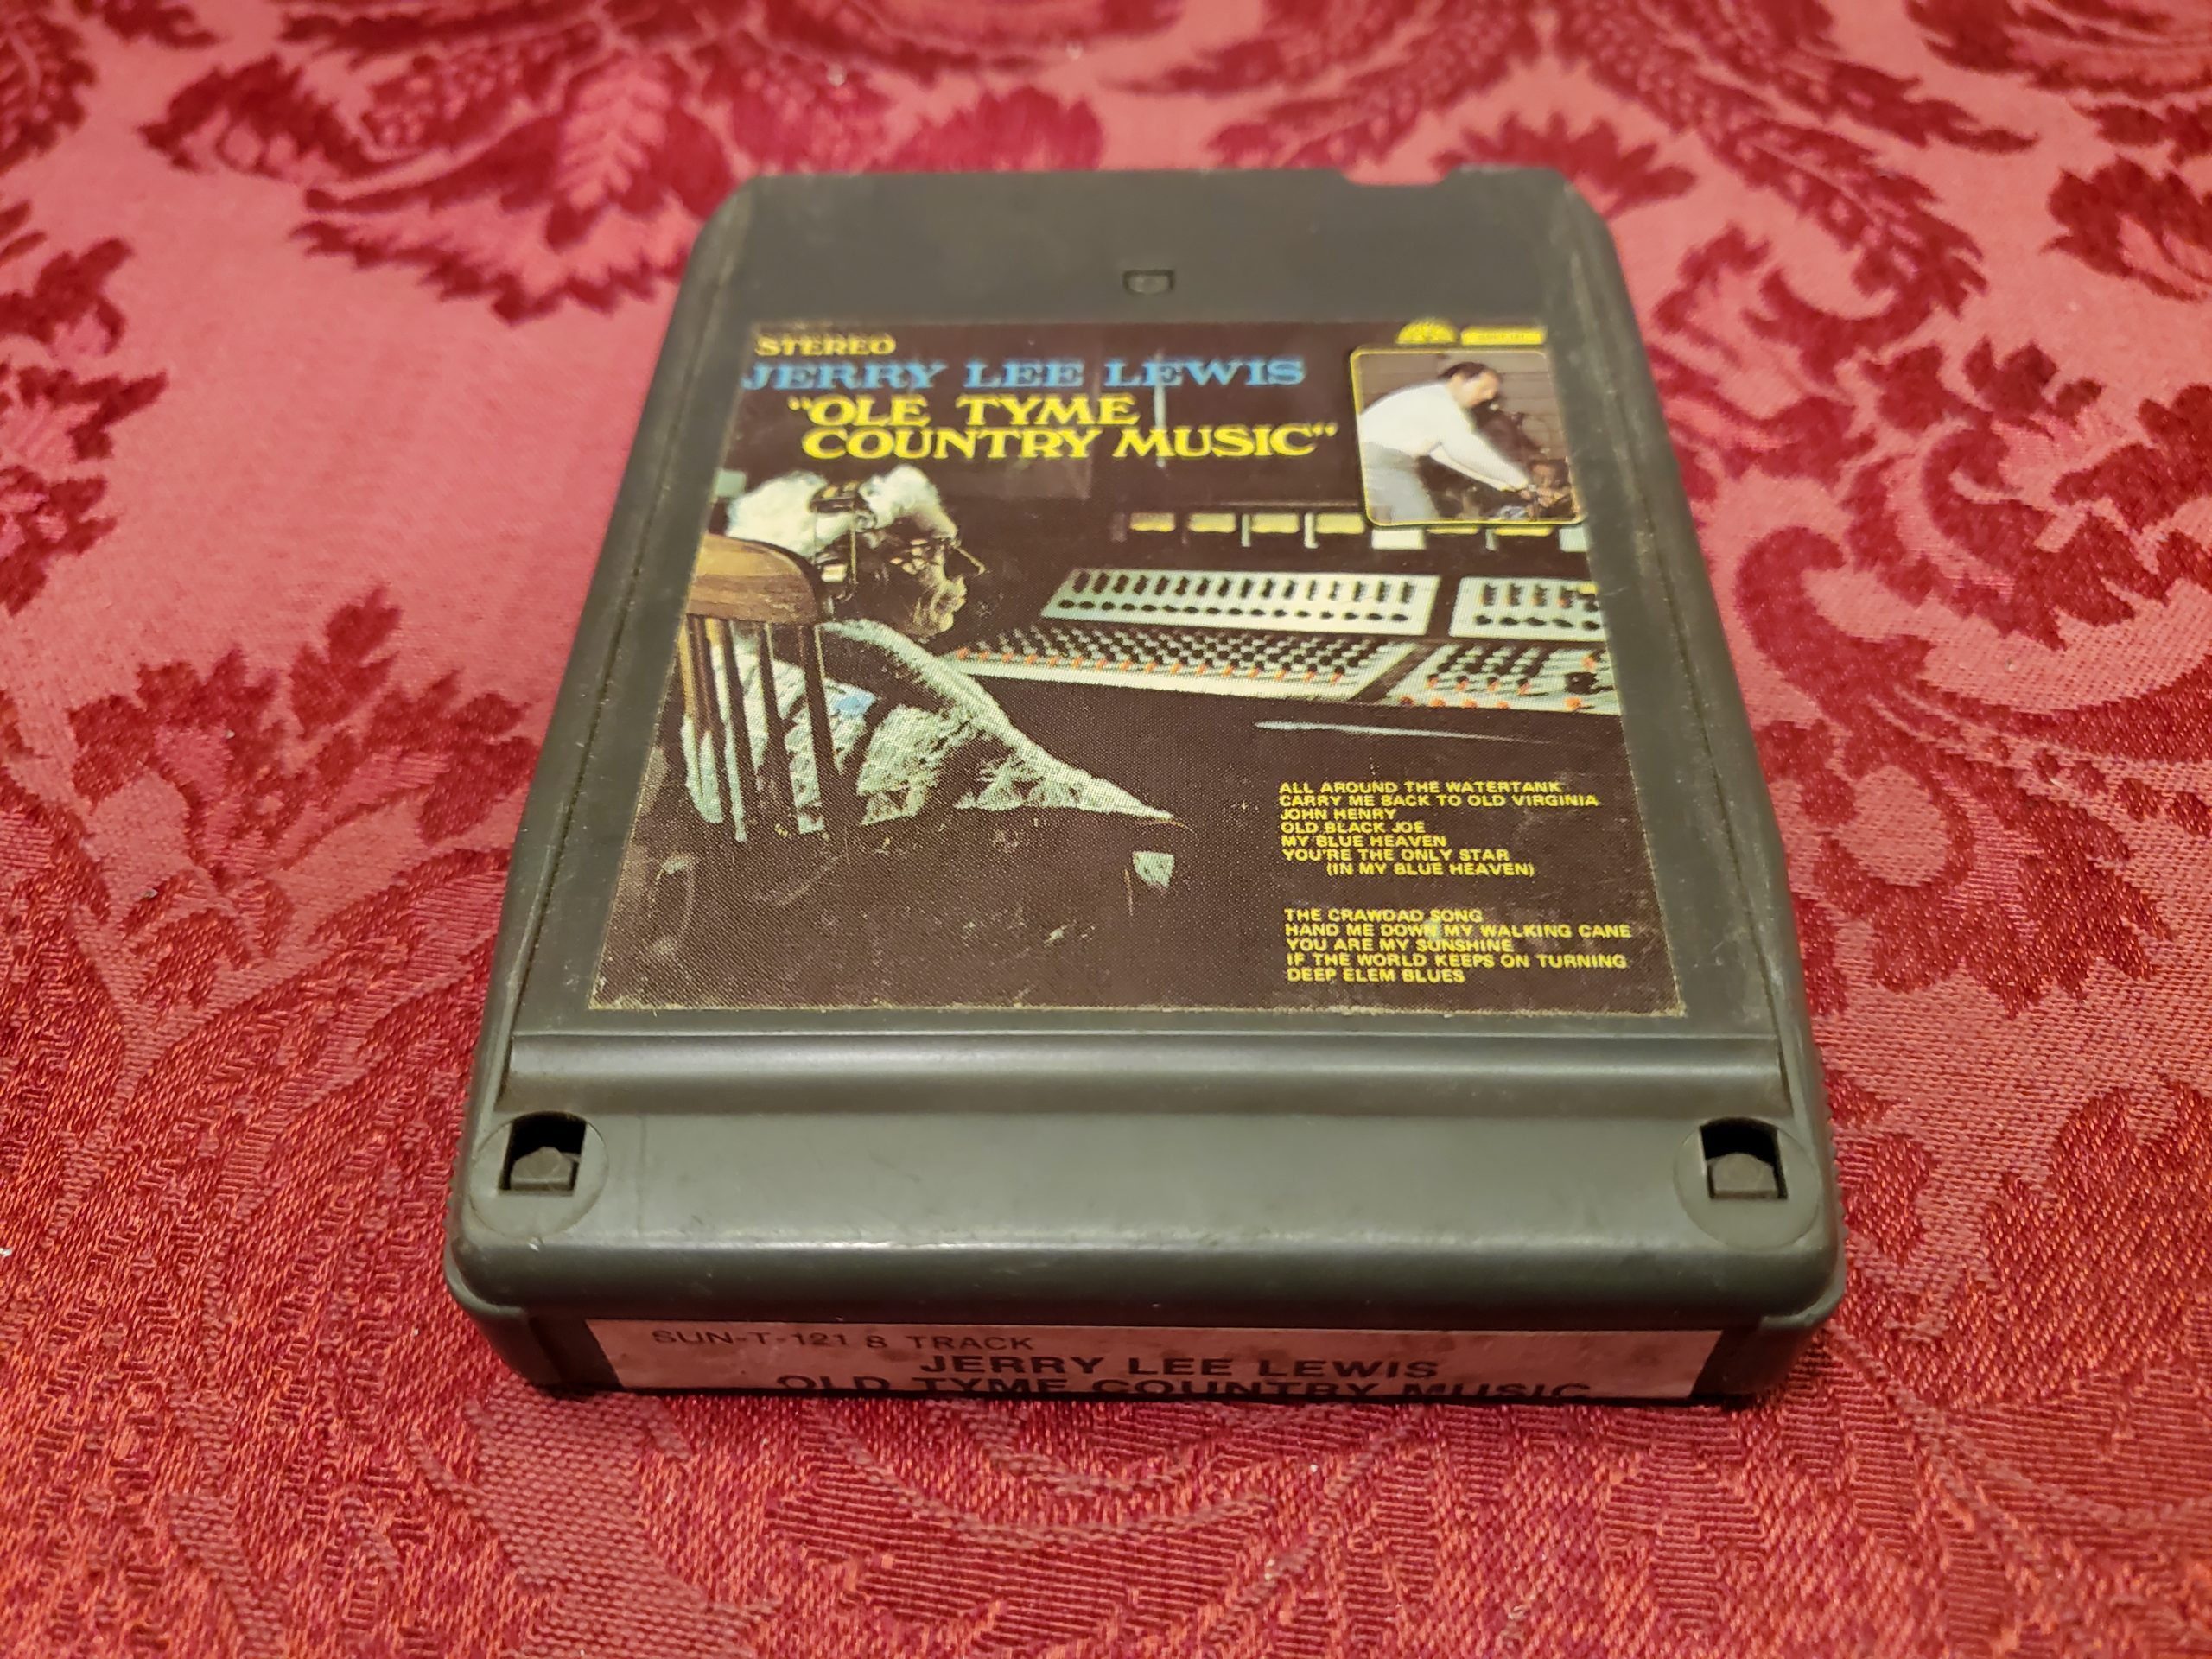 STEREO
JERRY LEE LEWIS
"OLE TYME
COUNTRY MUSIC"
ALL AROUND THE WATERTANK
CARRY ME BACK TO OLD VIRGINIA
JOHN HENRY
OLD BLACK JOE
MY BLUE HEAVEN
YOU'RE THE ONLY STAR
(IN MY BLUE HEAVEN)
THE CRAWDAD SONG
HAND ME DOWN MY WALKING CANE
YOU ARE MY SUNSHINE
IF THE WORLD KEEPS ON TURNING
DEEP ELEM BLUES
SUN-T-121 8 TRACK
JERRY LEE LEWIS
OLD TYME COUNTRY MUSIC